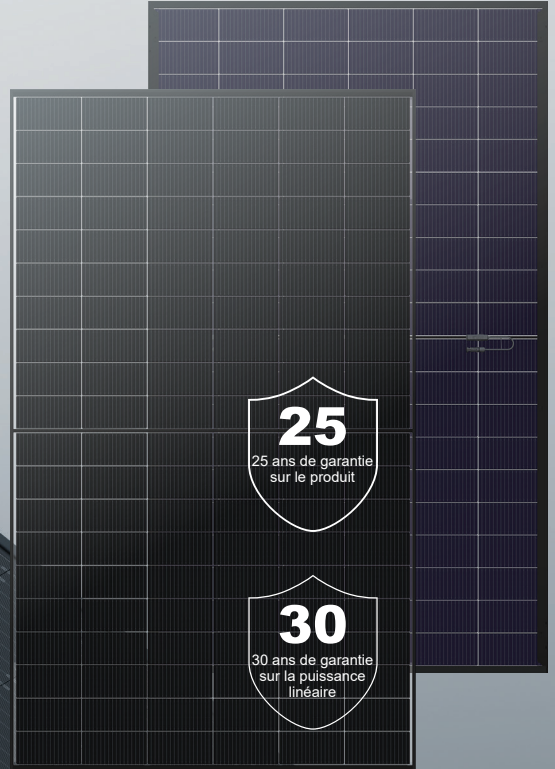 25
25 ans de garantie
sur le produit
30
30 ans de garantie
sur la puissance
linéaire